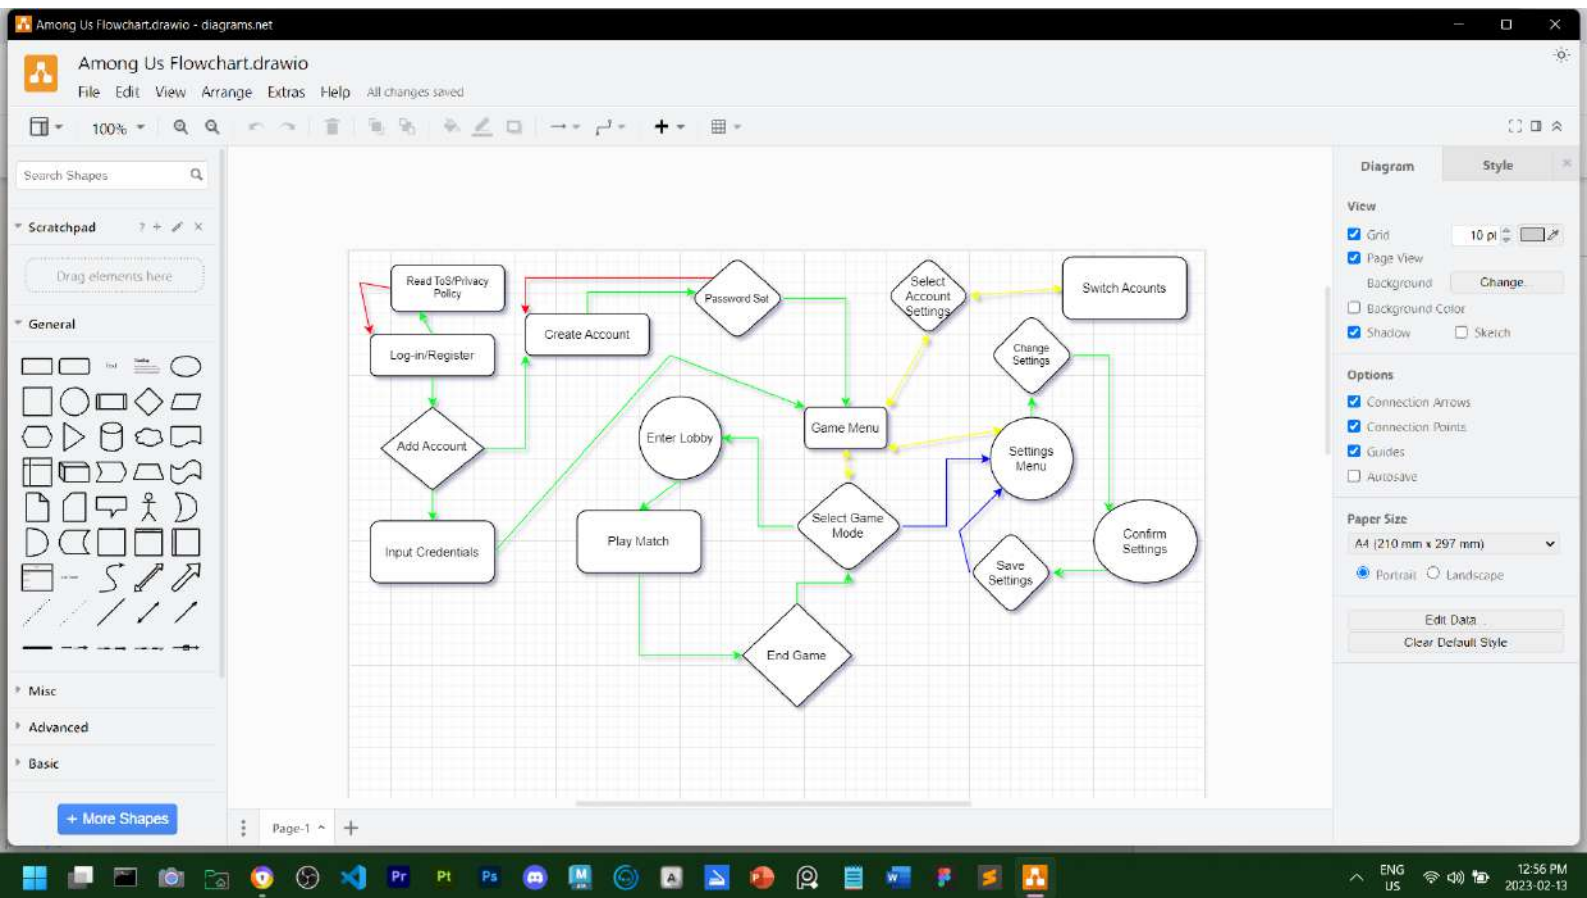 Among Us Flowchart.drawio - diagrams.net
Among Us Flowchart.drawio
File Edit View Arrange Extras Help All changes saved
100%
Search Shapes
Scratchpad ? + × 
Drag elements here
General
Misc
Advanced
Basic
+ More Shapes
Read ToS/Privacy
Policy
Log-in/Register
Add Account
Input Credentials
Create Account
Password Set
Enter Lobby
Play Match
End Game
Game Menu
Select Game
Mode
Select
Account
Settings
Switch Acounts
Change
Settings
Settings
Menu
Confirm
Settings
Save
Settings
Page-1
Diagram Style
View
Grid 10 pt
Page View
Background Change...
Background Color
Shadow Sketch
Options
Connection Arrows
Connection Points
Guides
Autosave
Paper Size
A4 (210 mm x 297 mm)
Portrait Landscape
Edit Data...
Clear Default Style
Pr Pt Ps M A P W
ENG
US
12:56 PM
2023-02-13